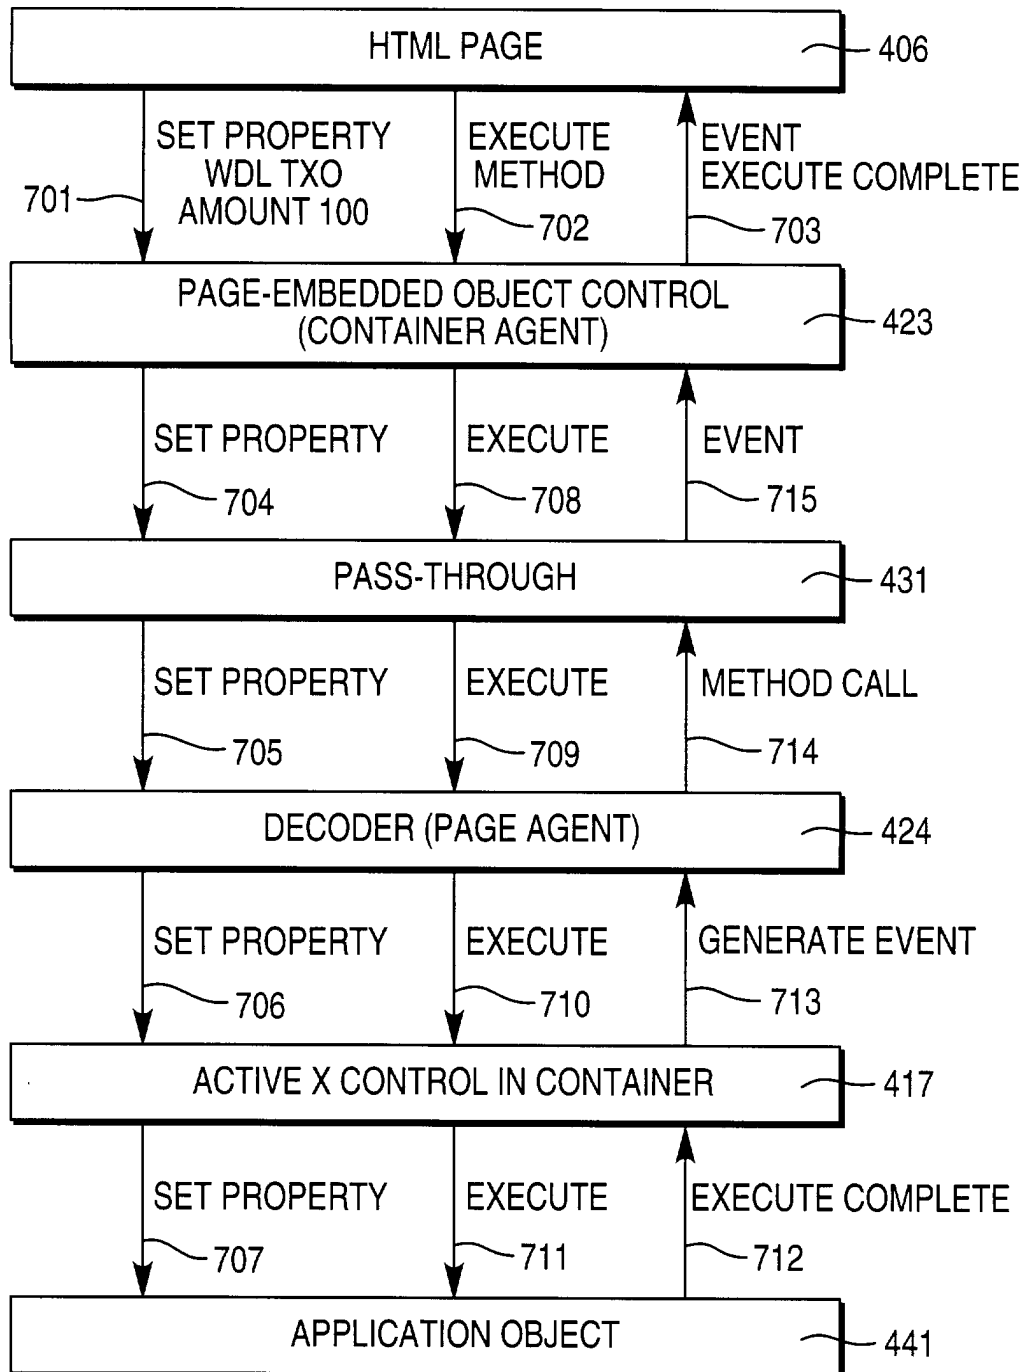 HTML PAGE
406
SET PROPERTY
WDL TXO
AMOUNT 100
701
EXECUTE
METHOD
702
EVENT
EXECUTE COMPLETE
703
PAGE-EMBEDDED OBJECT CONTROL
(CONTAINER AGENT)
423
SET PROPERTY
704
EXECUTE
708
EVENT
715
PASS-THROUGH
431
SET PROPERTY
705
EXECUTE
709
METHOD CALL
714
DECODER (PAGE AGENT)
424
SET PROPERTY
706
EXECUTE
710
GENERATE EVENT
713
ACTIVE X CONTROL IN CONTAINER
417
SET PROPERTY
707
EXECUTE
711
EXECUTE COMPLETE
712
APPLICATION OBJECT
441